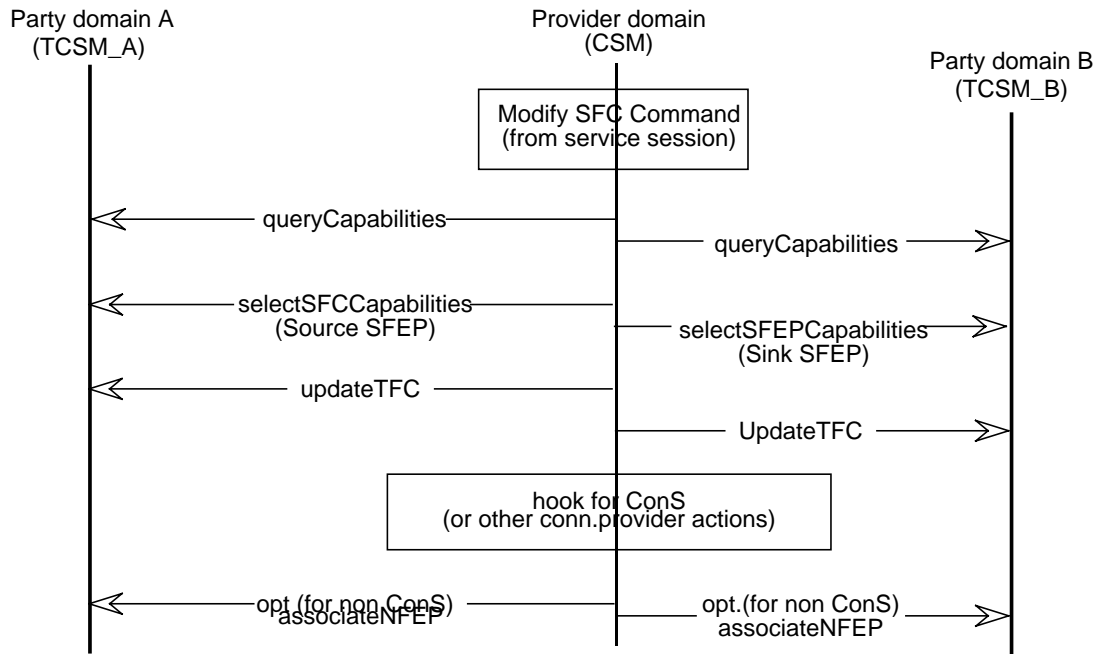 Party domain A
(TCSM_A)
Provider domain
(CSM)
Party domain B
(TCSM_B)
Modify SFC Command
(from service session)
queryCapabilities
queryCapabilities
selectSFCCapabilities
(Source SFEP)
selectSFEPCapabilities
(Sink SFEP)
updateTFC
UpdateTFC
hook for ConS
(or other conn.provider actions)
opt.(for non ConS)
associateNFEP
opt.(for non ConS)
associateNFEP